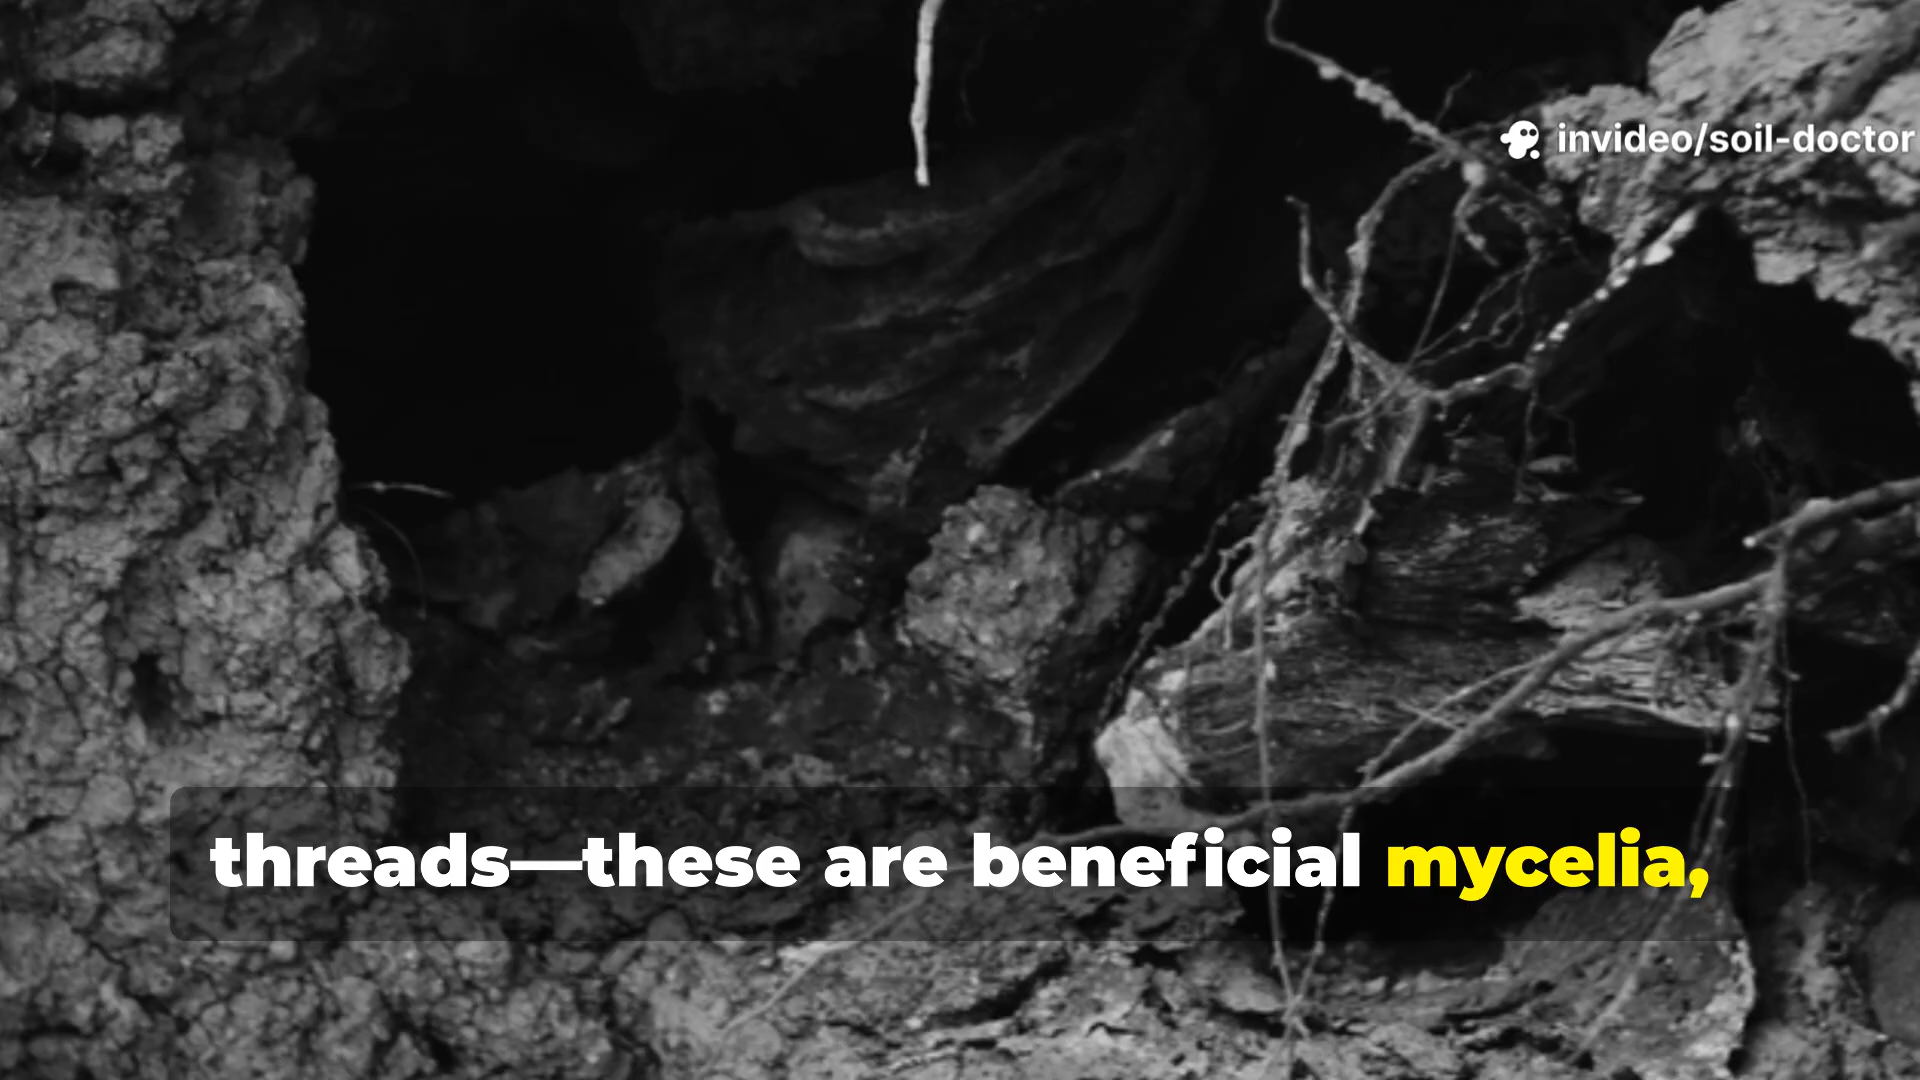 invideo/soil-doctor
threads—these are beneficial mycelia,